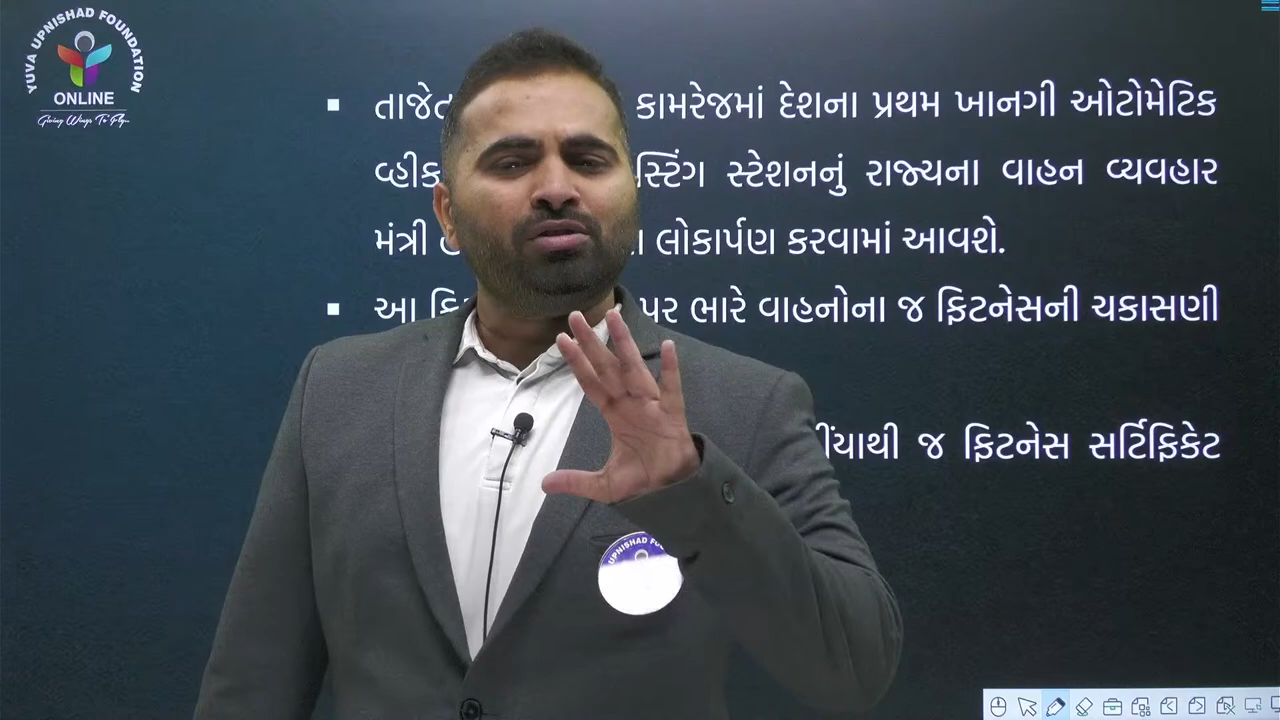 YUVA UPNISHAD FOUNDATION
ONLINE
Giving Wings To Fly...
કામરેજમાં દેશના પ્રથમ ખાનગી ઓટોમેટિક
સ્ટેશનનું રાજ્યના વાહન વ્યવહાર
મંત્રી લોકાર્પણ કરવામાં આવશે.
આ પર ભારે વાહનોના જ ફિટનેસની ચકાસણી
જ ફિટનેસ સર્ટિફિકેટ
UPNISHAD